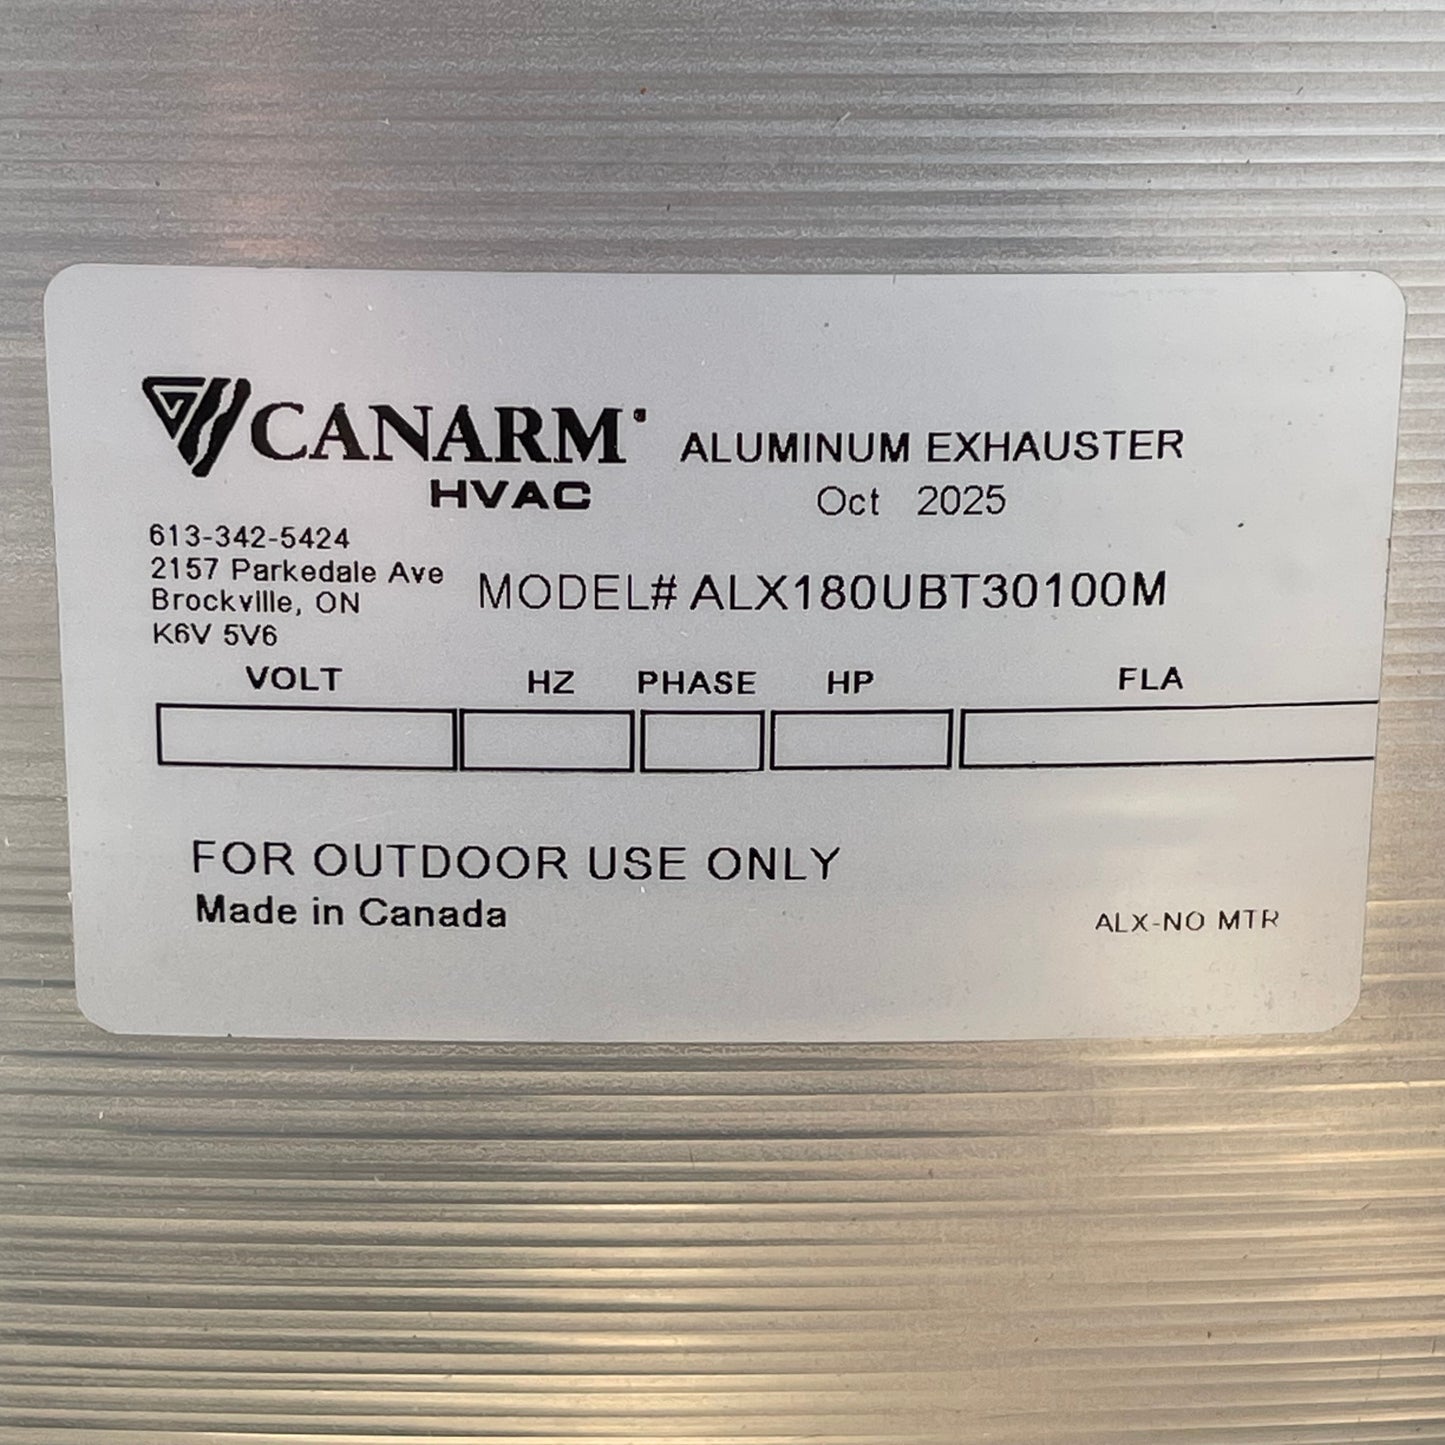 CANARM
HVAC
ALUMINUM EXHAUSTER
Oct 2025
613-342-5424
2157 Parkedale Ave
Brockville, ON
K6V 5V6
MODEL# ALX180UBT30100M
VOLT HZ PHASE HP FLA
FOR OUTDOOR USE ONLY
Made in Canada
ALX-NO MTR